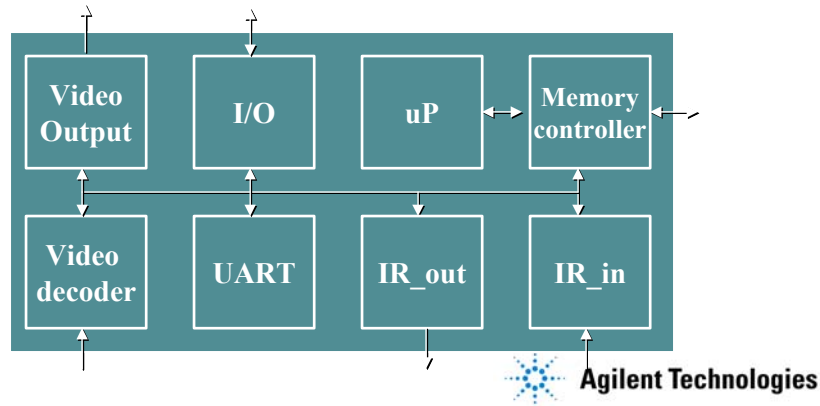 Video
Output
I/O
uP
Memory
controller
Video
decoder
UART
IR_out
IR_in
Agilent Technologies